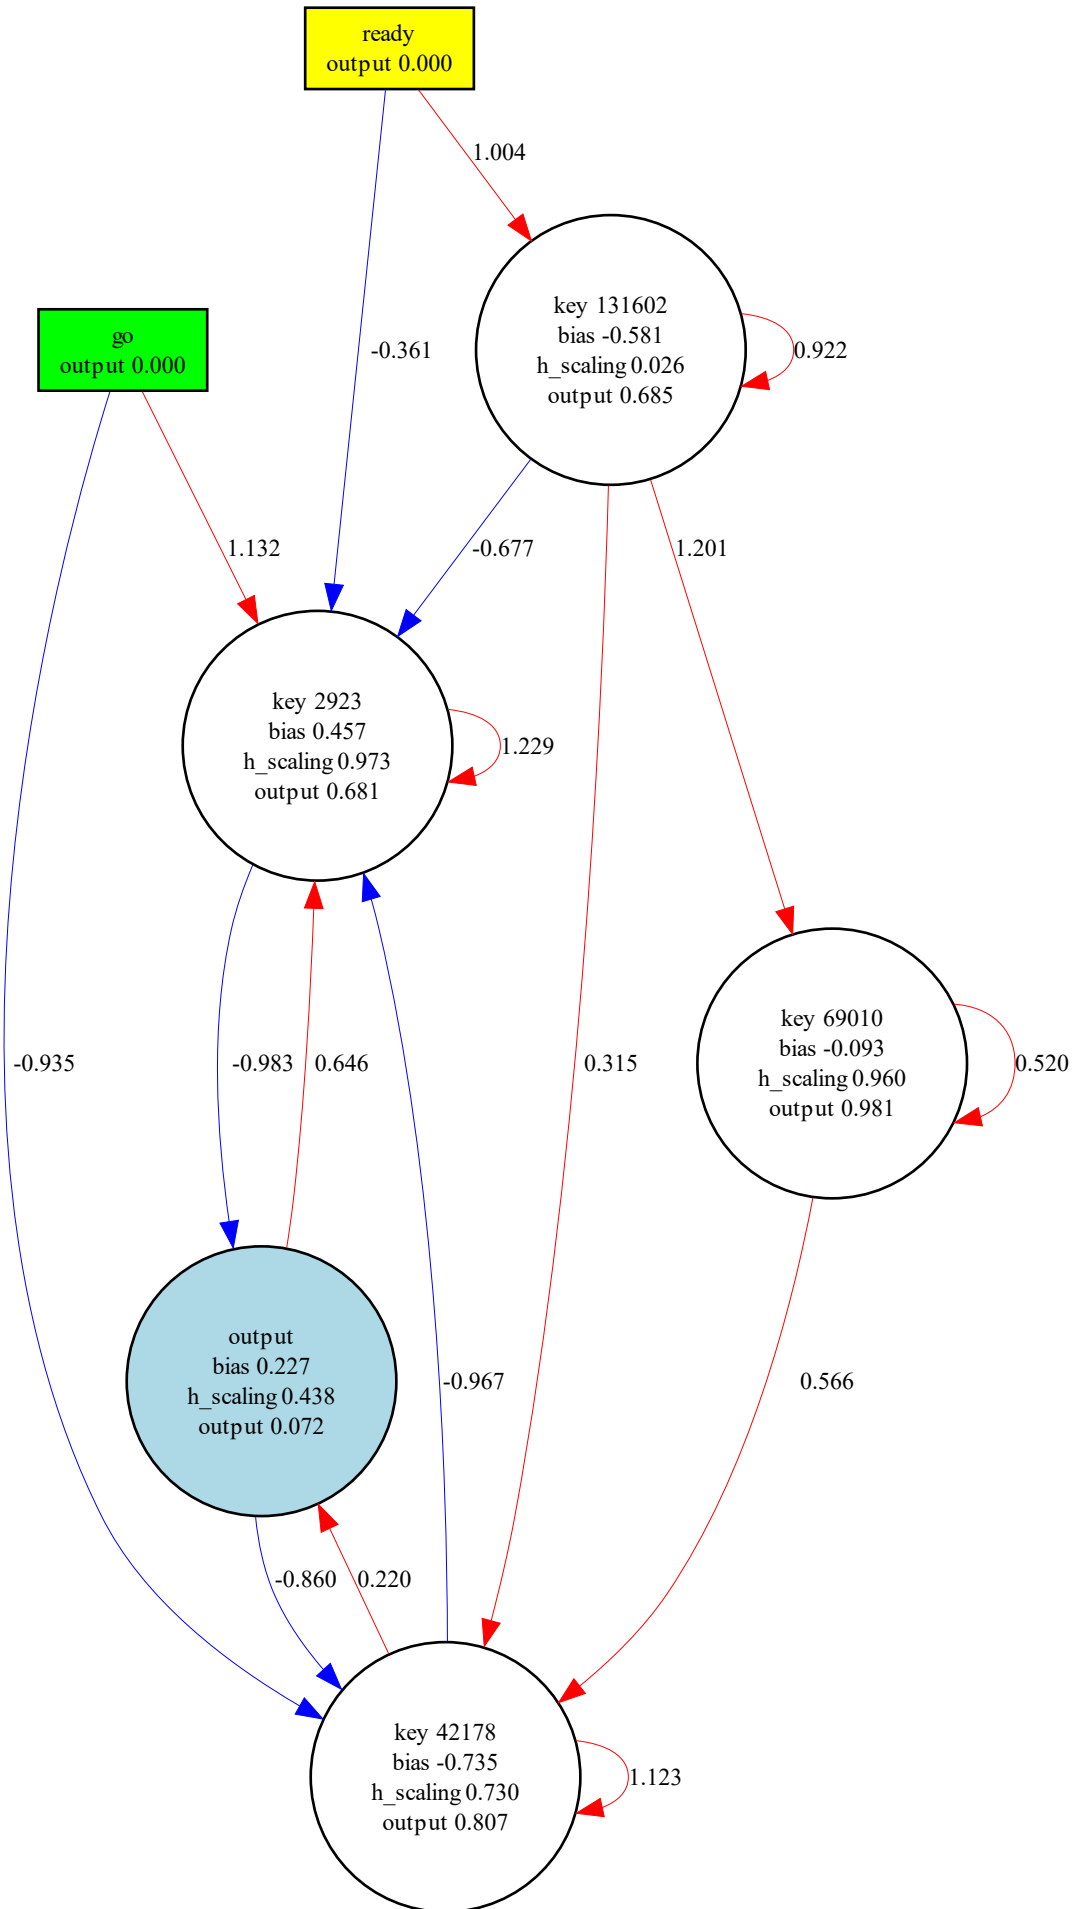 ready
output 0.000
1.004
key 131602
bias -0.581
h_scaling 0.026
output 0.685
0.922
go
output 0.000
-0.361
1.132
-0.677
1.201
key 2923
bias 0.457
h_scaling 0.973
output 0.681
1.229
key 69010
bias -0.093
h_scaling 0.960
output 0.981
0.520
-0.935
-0.983
0.646
0.315
output
bias 0.227
h_scaling 0.438
output 0.072
-0.967
0.566
-0.860
0.220
key 42178
bias -0.735
h_scaling 0.730
output 0.807
1.123